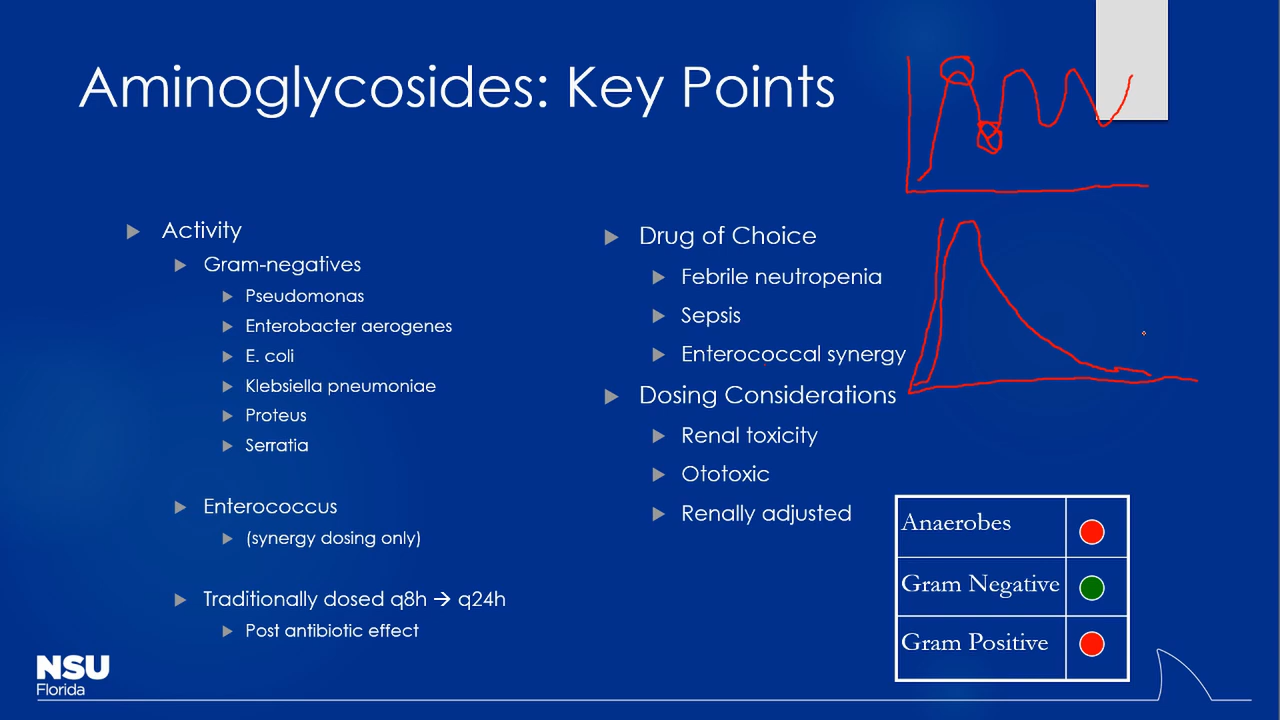 Aminoglycosides: Key Points
Activity
Gram-negatives
Pseudomonas
Enterobacter aerogenes
E. coli
Klebsiella pneumoniae
Proteus
Serratia
Enterococcus
(synergy dosing only)
Traditionally dosed q8h → q24h
Post antibiotic effect
Drug of Choice
Febrile neutropenia
Sepsis
Enterococcal synergy
Dosing Considerations
Renal toxicity
Ototoxic
Renally adjusted
Anaerobes
Gram Negative
Gram Positive
NSU
Florida